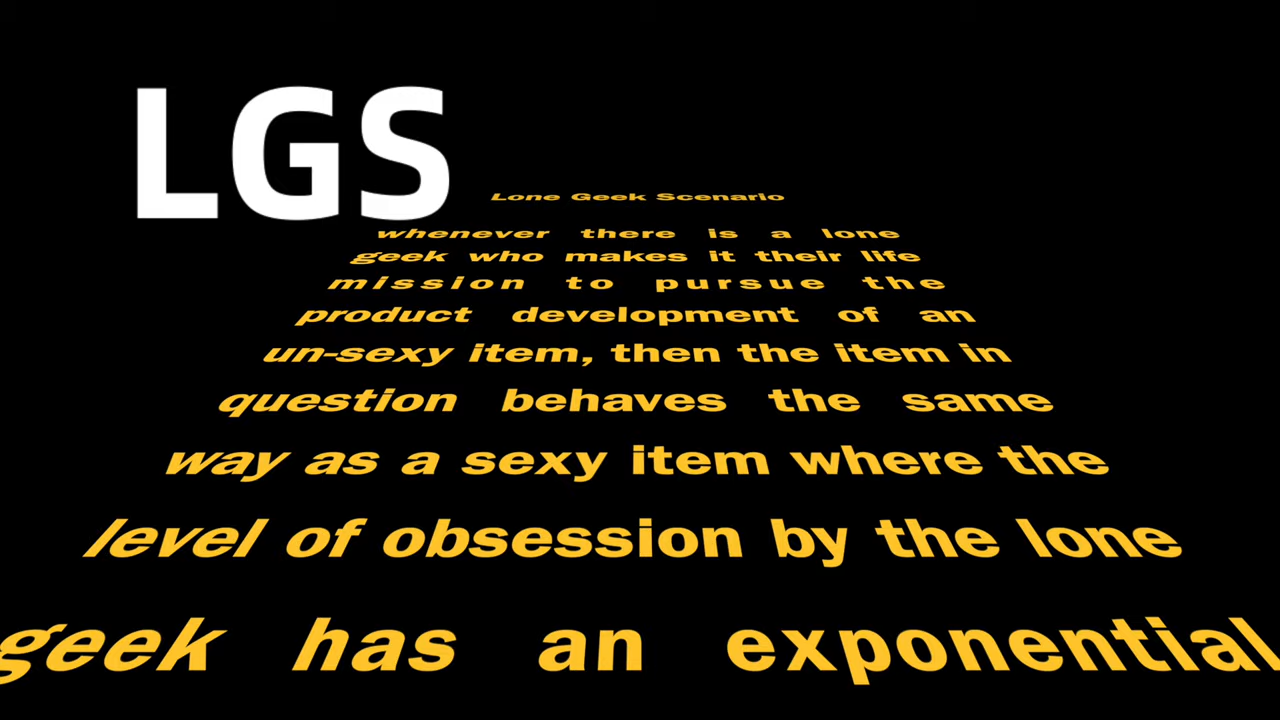 LGS
Lone Geek Scenario
whenever there is a lone
geek who makes it their life
mission to pursue the
product development of an
un-sexy item, then the item in
question behaves the same
way as a sexy item where the
level of obsession by the lone
geek has an exponential